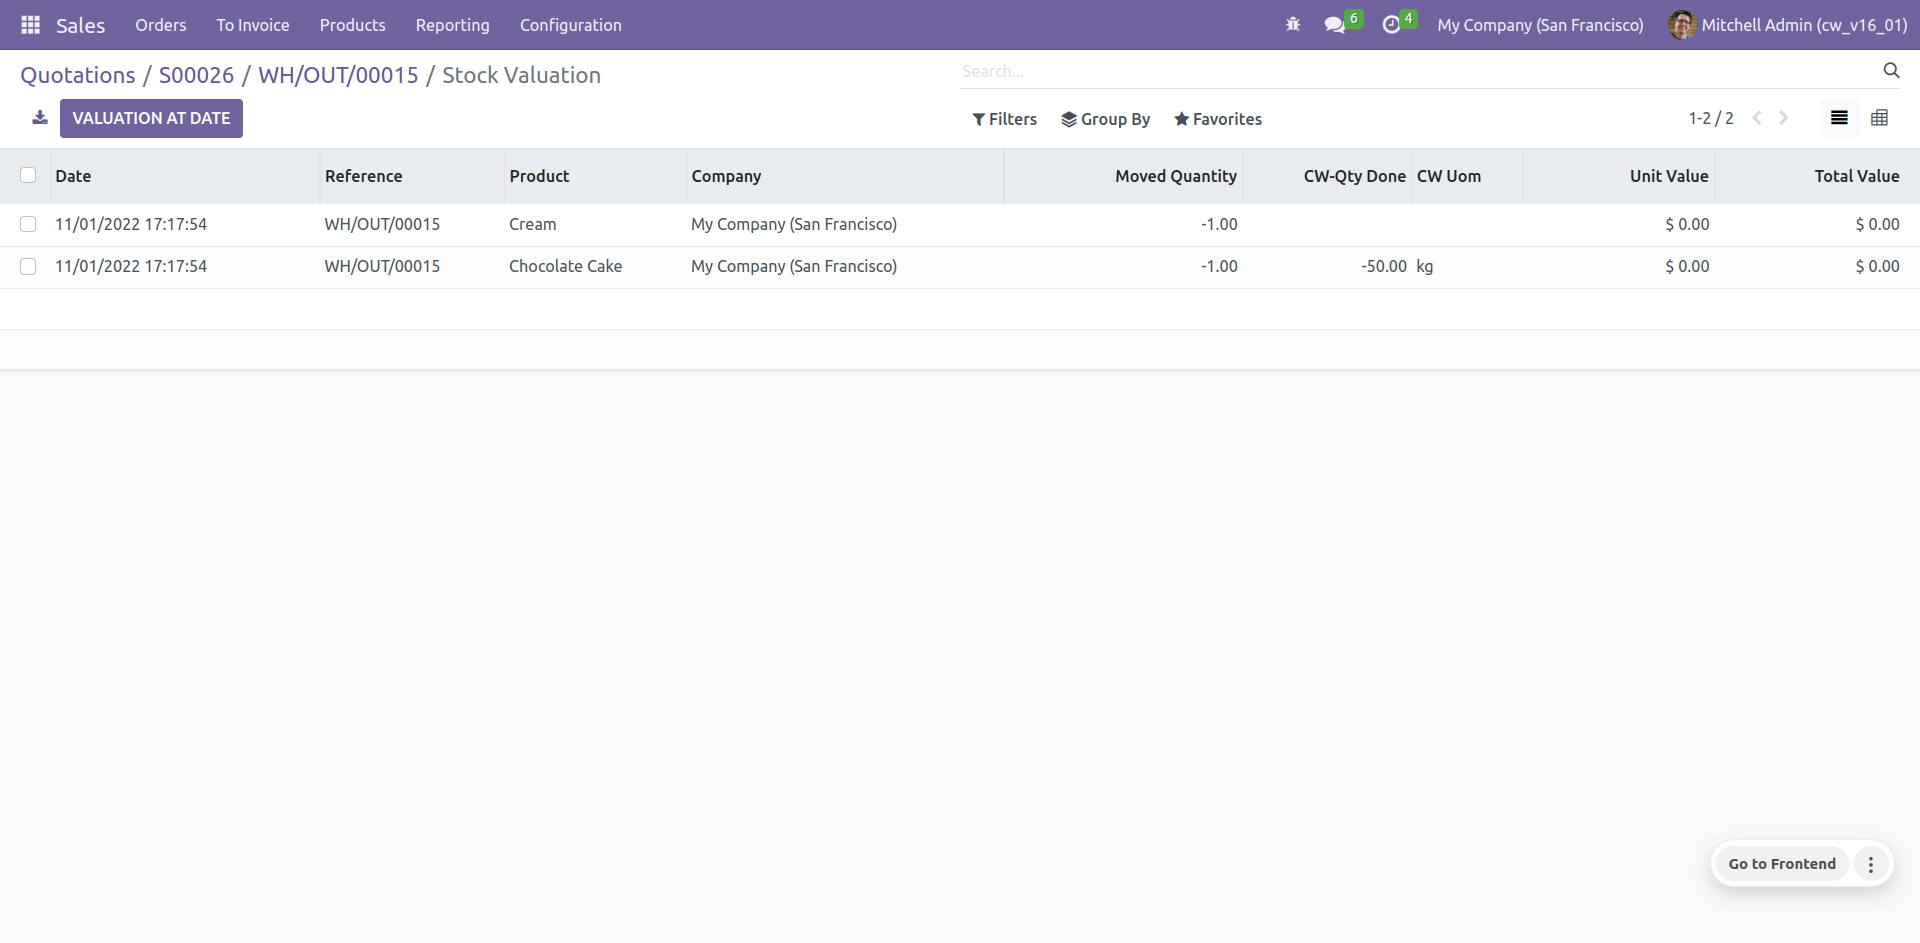 Sales Orders To Invoice Products Reporting Configuration 6 4 My Company (San Francisco) Mitchell Admin (cw_v16_01)
Quotations / S00026 / WH/OUT/00015 / Stock Valuation
Search...
VALUATION AT DATE Filters Group By Favorites 1-2 / 2
Date Reference Product Company Moved Quantity CW-Qty Done CW Uom Unit Value Total Value
11/01/2022 17:17:54 WH/OUT/00015 Cream My Company (San Francisco) -1.00 $ 0.00 $ 0.00
11/01/2022 17:17:54 WH/OUT/00015 Chocolate Cake My Company (San Francisco) -1.00 -50.00 kg $ 0.00 $ 0.00
Go to Frontend